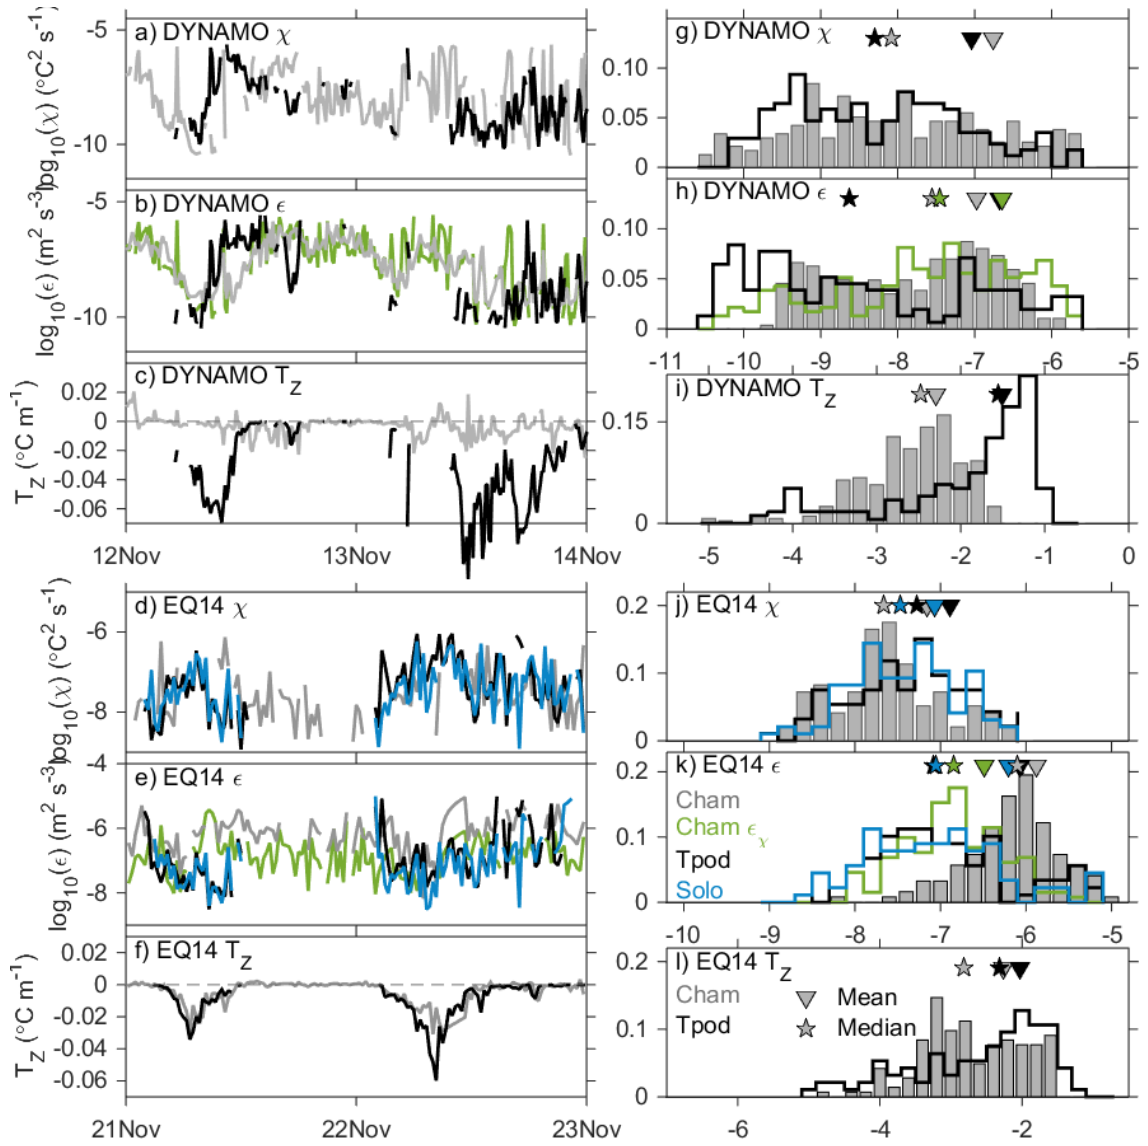 a) DYNAMO χ
log10(χ) (°C² s⁻¹)
-5
-10
b) DYNAMO ϵ
log10(ϵ) (m² s⁻³)
-5
-10
c) DYNAMO TZ
TZ (°C m⁻¹)
0.02
0
-0.02
-0.04
-0.06
12Nov 13Nov 14Nov
d) EQ14 χ
log10(χ) (°C² s⁻¹)
-6
-8
e) EQ14 ϵ
log10(ϵ) (m² s⁻³)
-4
-6
-8
f) EQ14 TZ
TZ (°C m⁻¹)
0.02
0
-0.02
-0.04
-0.06
21Nov 22Nov 23Nov
g) DYNAMO χ
0.10
0.05
0
h) DYNAMO ϵ
0.10
0.05
0
-11 -10 -9 -8 -7 -6 -5
i) DYNAMO TZ
0.15
0
-5 -4 -3 -2 -1 0
j) EQ14 χ
0.2
0.1
0
k) EQ14 ϵ
0.2
Cham
Cham ϵχ
0.1
Tpod
Solo
0
-10 -9 -8 -7 -6 -5
l) EQ14 TZ
0.2
Cham
Mean
Tpod
Median
0.1
0
-6 -4 -2